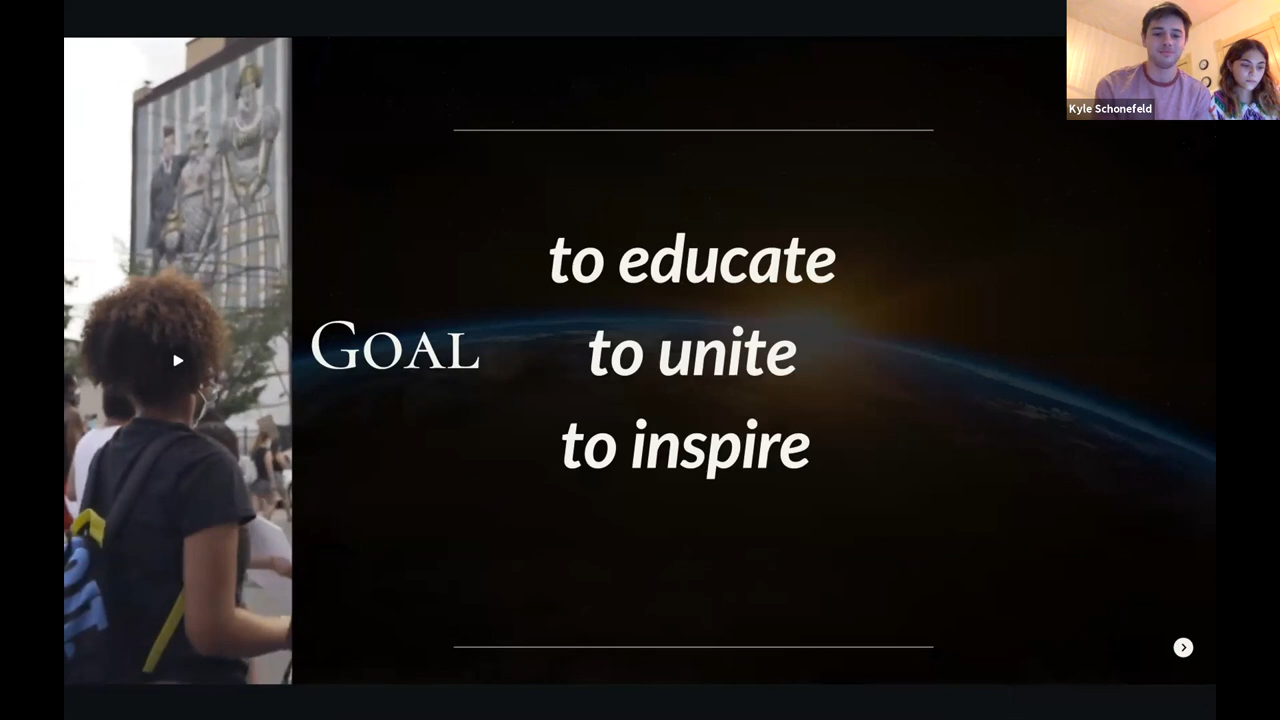 Kyle Schonefeld
to educate
GOAL
to unite
to inspire